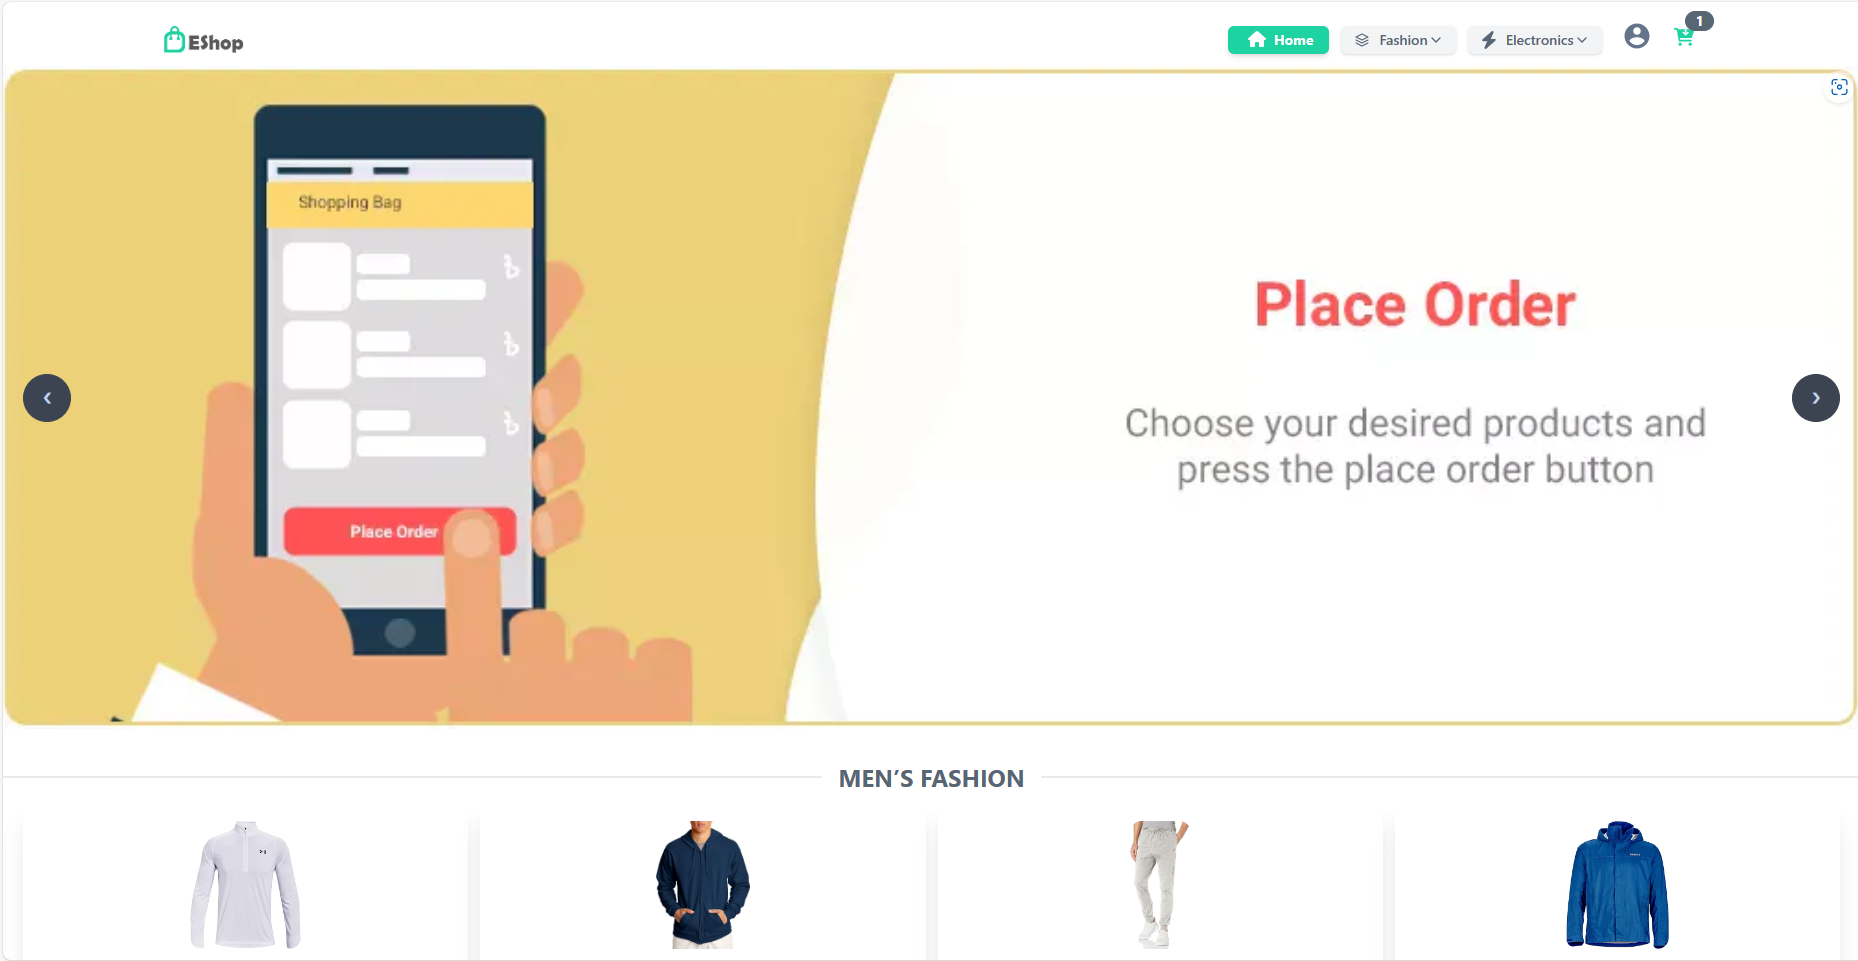 EShop
Home
Fashion
Electronics
1
Shopping Bag
৳
৳
৳
Place Order
Place Order
Choose your desired products and
press the place order button
MEN’S FASHION